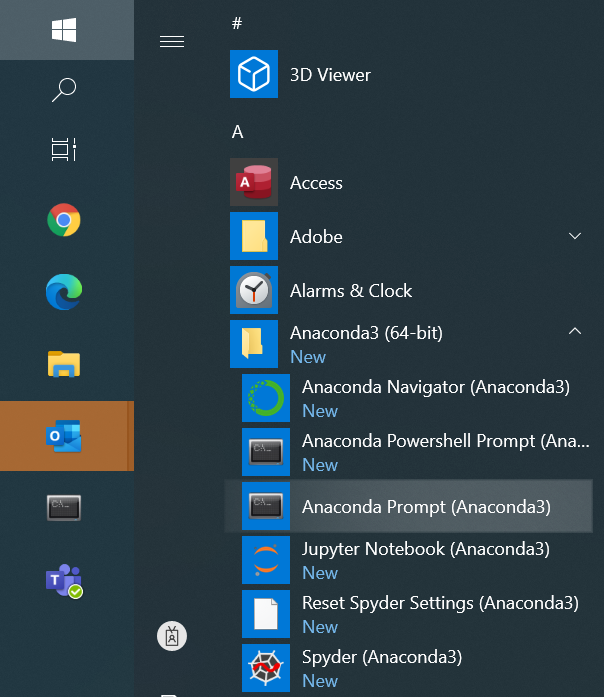 #
3D Viewer
A
Access
Adobe
Alarms & Clock
Anaconda3 (64-bit)
New
Anaconda Navigator (Anaconda3)
New
Anaconda Powershell Prompt (Ana...
New
Anaconda Prompt (Anaconda3)
Jupyter Notebook (Anaconda3)
New
Reset Spyder Settings (Anaconda3)
New
Spyder (Anaconda3)
New